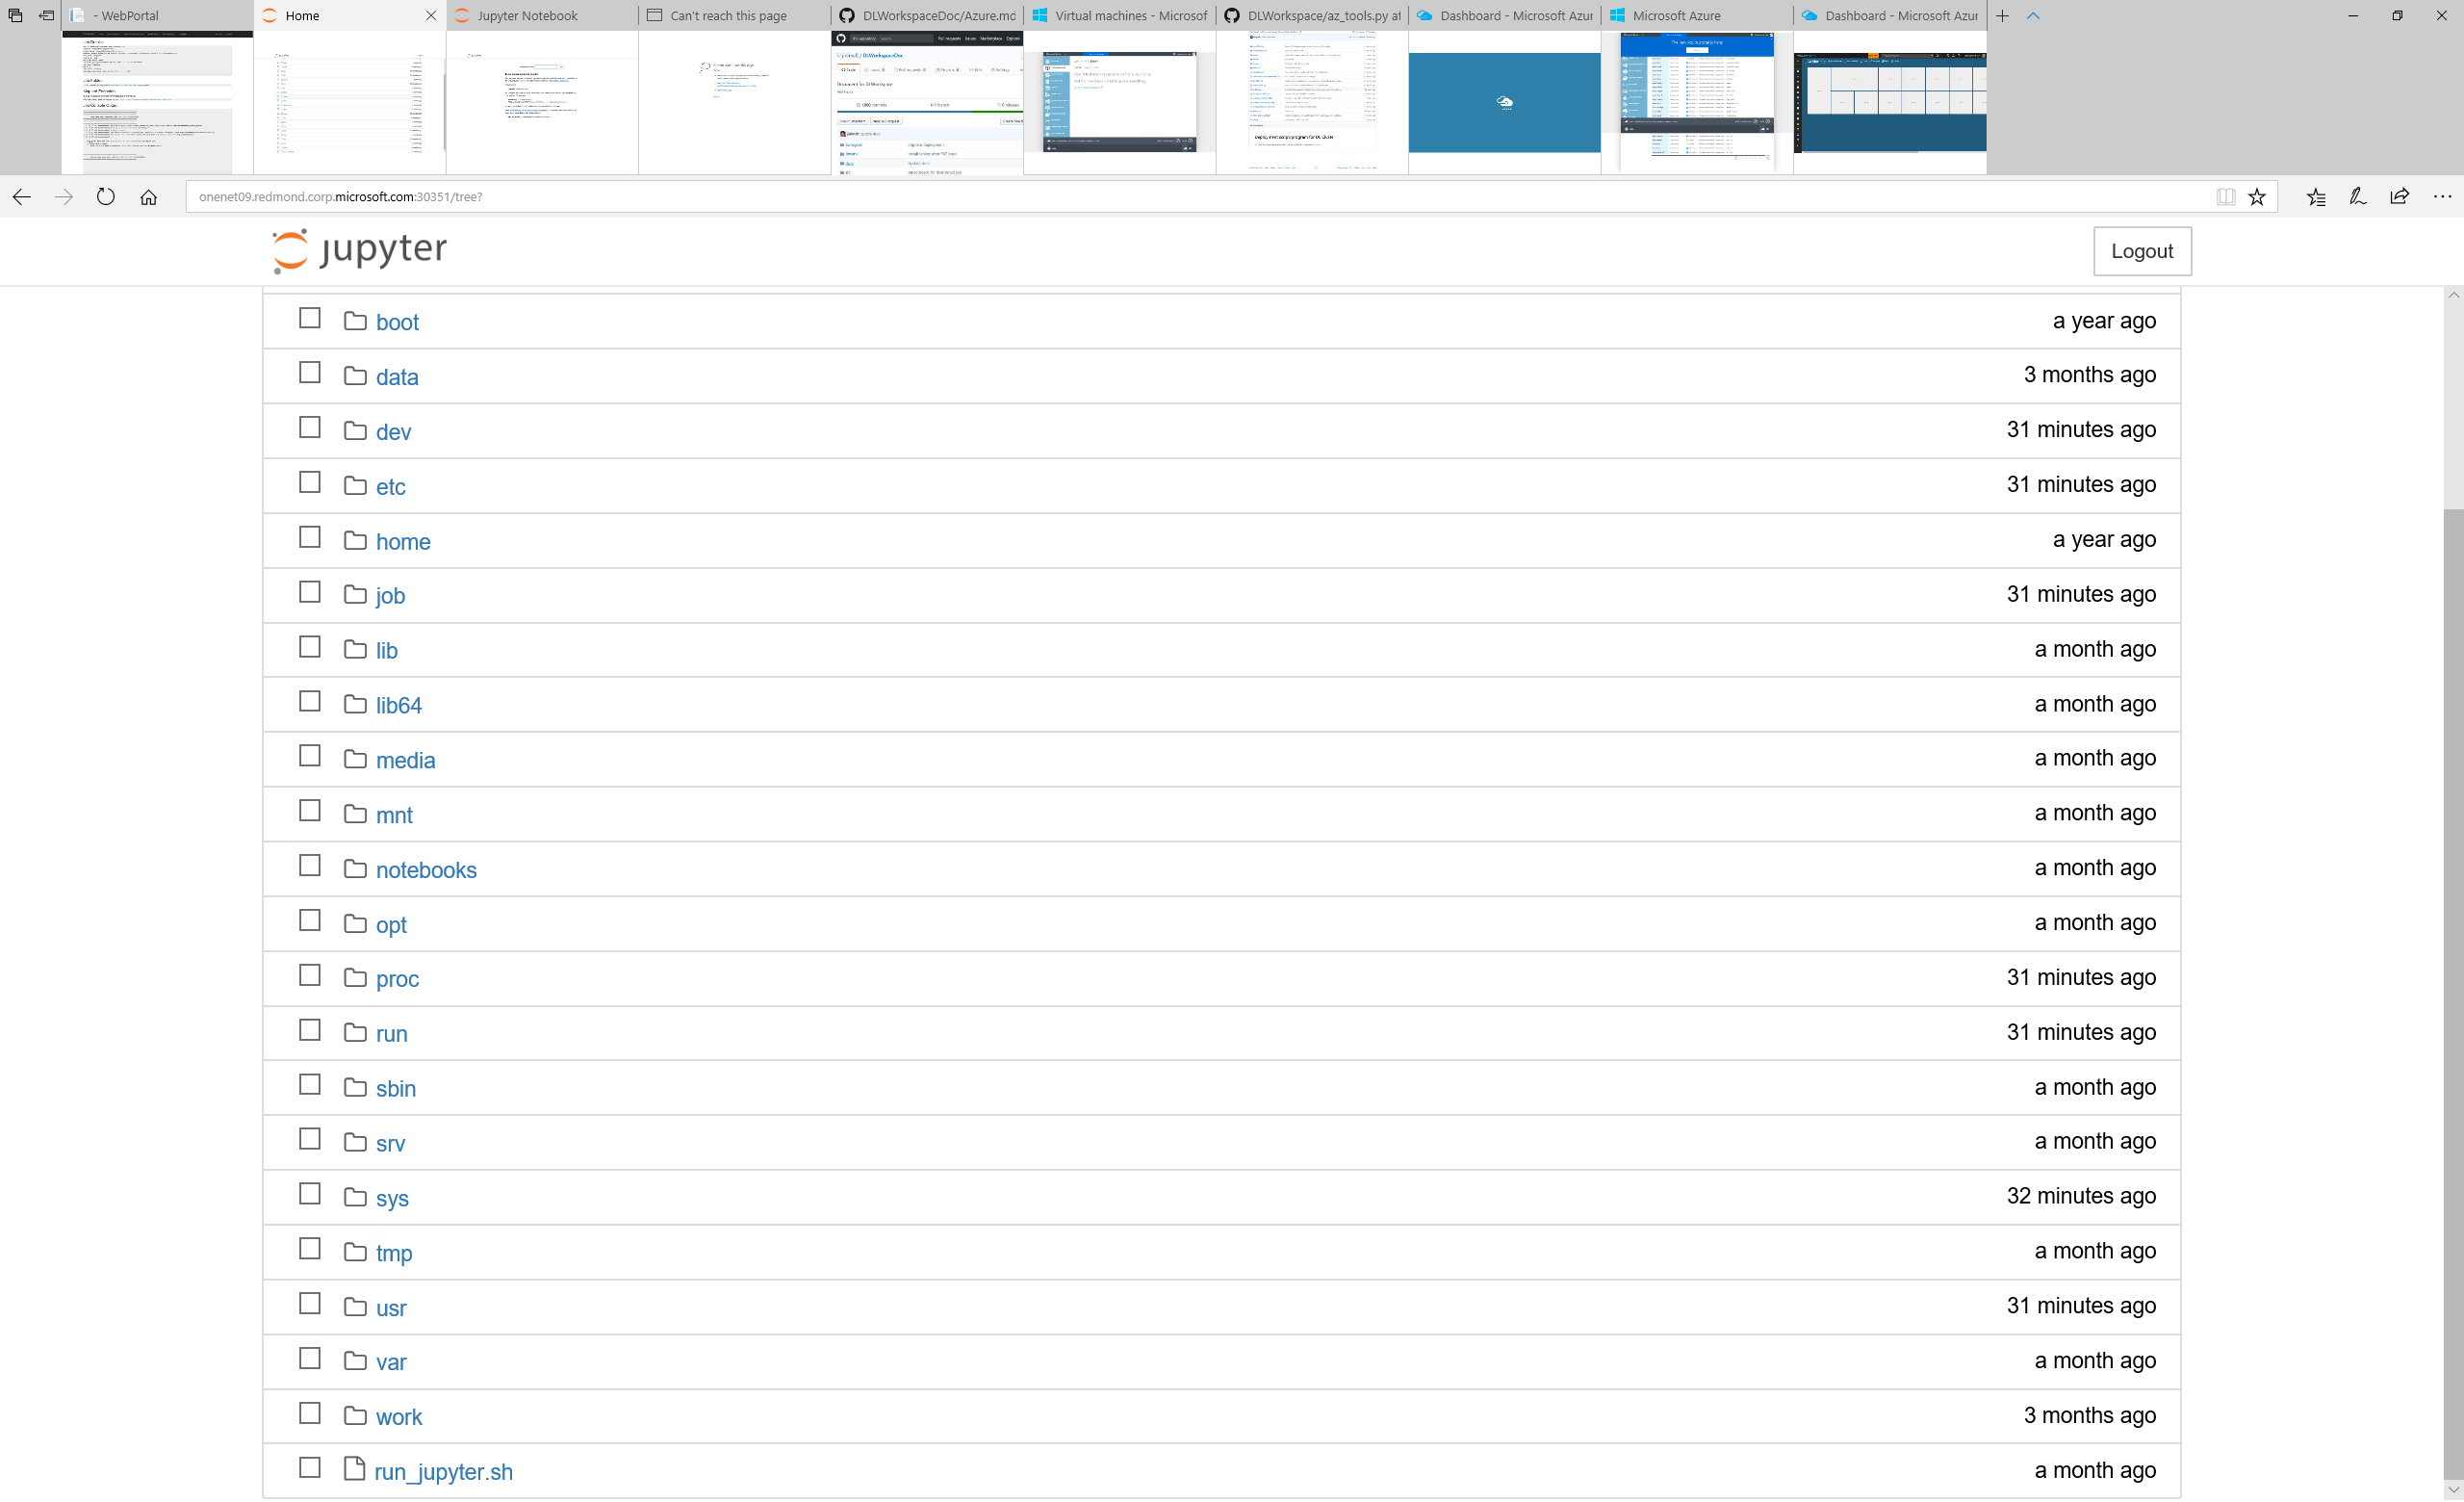 - WebPortal
Home
Jupyter Notebook
Can't reach this page
DLWorkspaceDoc/Azure.md
Virtual machines - Microsof
DLWorkspace/az_tools.py at
Dashboard - Microsoft Azur
Microsoft Azure
Dashboard - Microsoft Azur
onenet09.redmond.corp.microsoft.com:30351/tree?
jupyter
Logout
boot a year ago
data 3 months ago
dev 31 minutes ago
etc 31 minutes ago
home a year ago
job 31 minutes ago
lib a month ago
lib64 a month ago
media a month ago
mnt a month ago
notebooks a month ago
opt a month ago
proc 31 minutes ago
run 31 minutes ago
sbin a month ago
srv a month ago
sys 32 minutes ago
tmp a month ago
usr 31 minutes ago
var a month ago
work 3 months ago
run_jupyter.sh a month ago